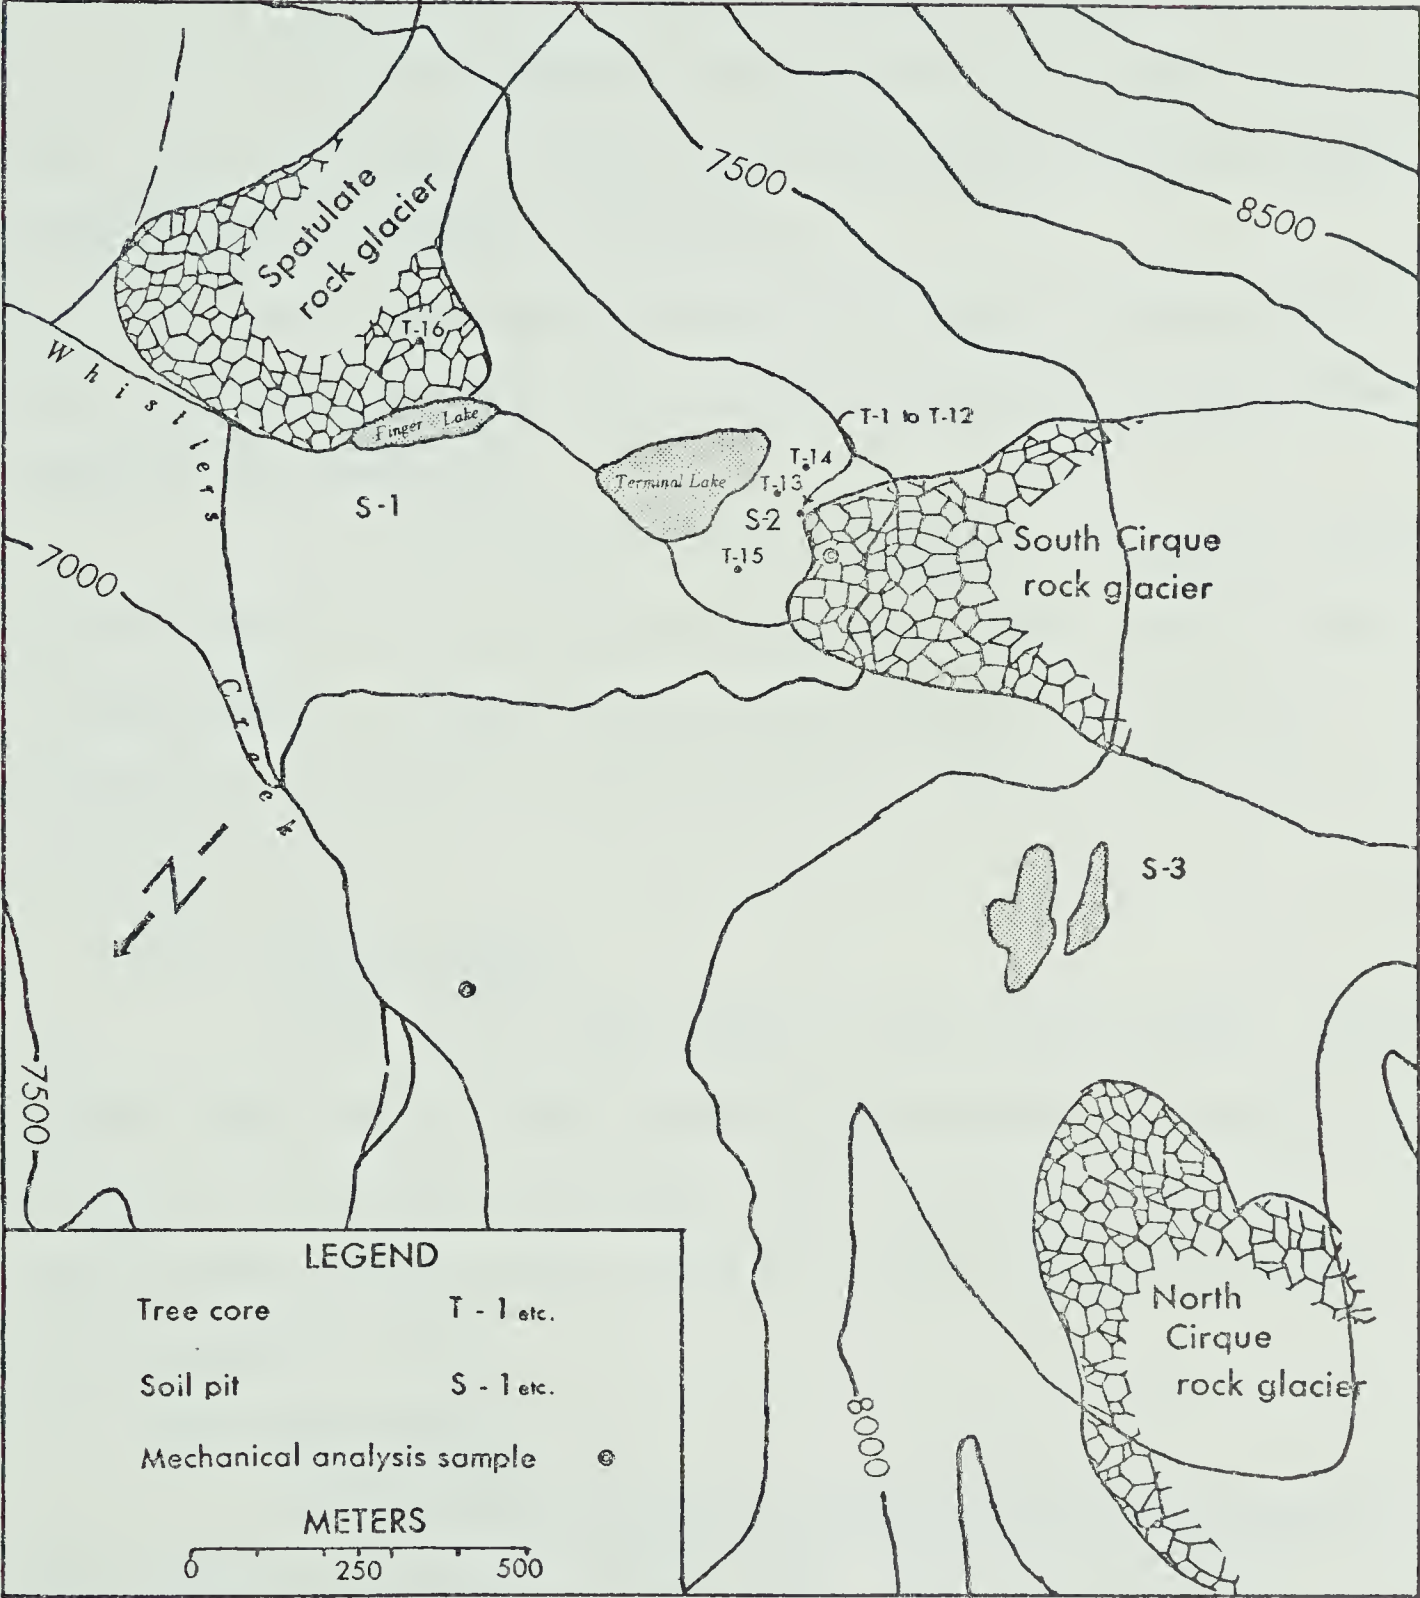 7500
8500
Spatulate
rock glacier
T-16
Whistlers
Finger Lake
T-1 to T-12
T-14
Terminal Lake
T-13
S-1
S-2
T-15
South Cirque
rock glacier
7000
Creek
N
S-3
7500
North
Cirque
rock glacier
8000
LEGEND
Tree core T - 1 etc.
Soil pit S - 1 etc.
Mechanical analysis sample
METERS
0 250 500